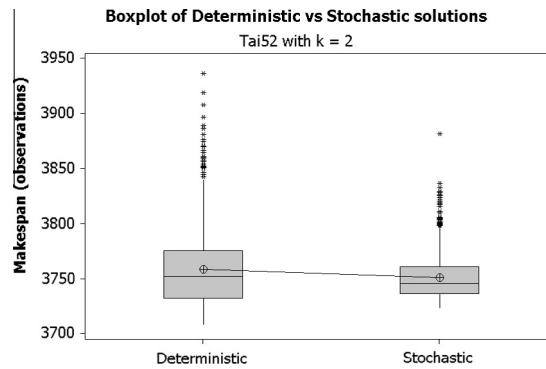 Boxplot of Deterministic vs Stochastic solutions
Tai52 with k = 2
Makespan (observations)
3950
3900
3850
3800
3750
3700
Deterministic
Stochastic